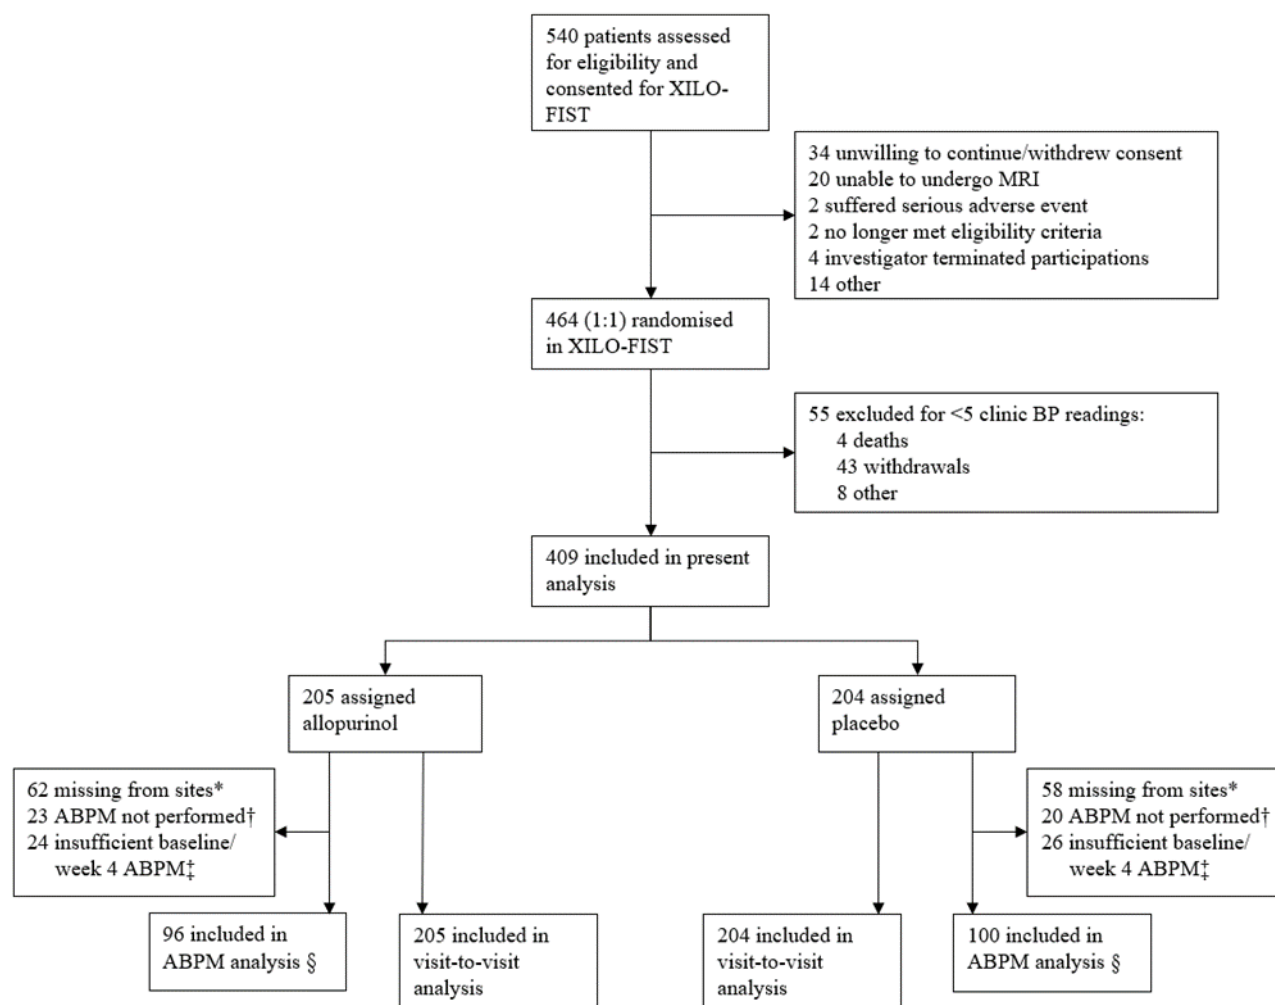 540 patients assessed
for eligibility and
consented for XILO-
FIST
34 unwilling to continue/withdrew consent
20 unable to undergo MRI
2 suffered serious adverse event
2 no longer met eligibility criteria
4 investigator terminated participations
14 other
464 (1:1) randomised
in XILO-FIST
55 excluded for <5 clinic BP readings:
4 deaths
43 withdrawals
8 other
409 included in present
analysis
205 assigned
allopurinol
204 assigned
placebo
62 missing from sites*
23 ABPM not performed†
24 insufficient baseline/
week 4 ABPM‡
58 missing from sites*
20 ABPM not performed†
26 insufficient baseline/
week 4 ABPM‡
96 included in
ABPM analysis §
205 included in
visit-to-visit
analysis
204 included in
visit-to-visit
analysis
100 included in
ABPM analysis §